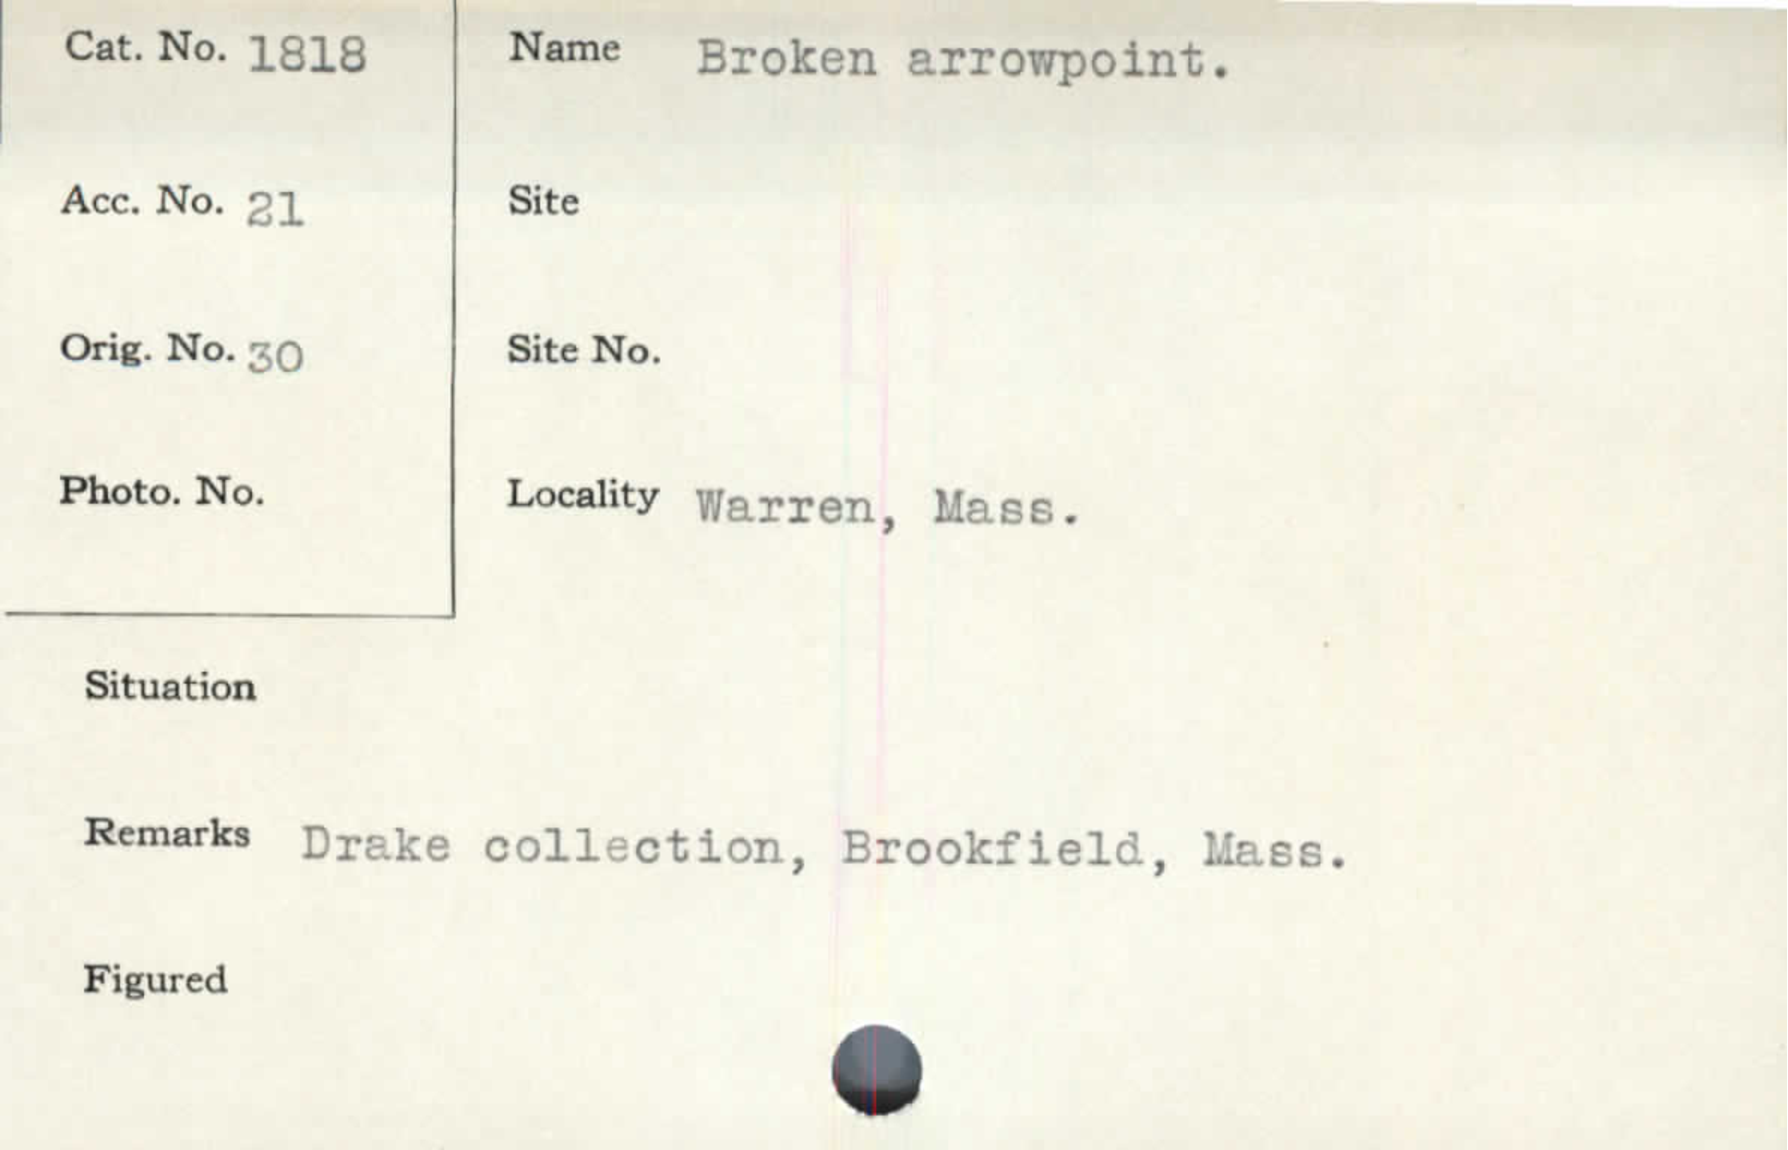 Cat. No. 1818
Name Broken arrowpoint.
Acc. No. 21
Site
Orig. No. 30
Site No.
Photo. No.
Locality Warren, Mass.
Situation
Remarks Drake collection, Brookfield, Mass.
Figured